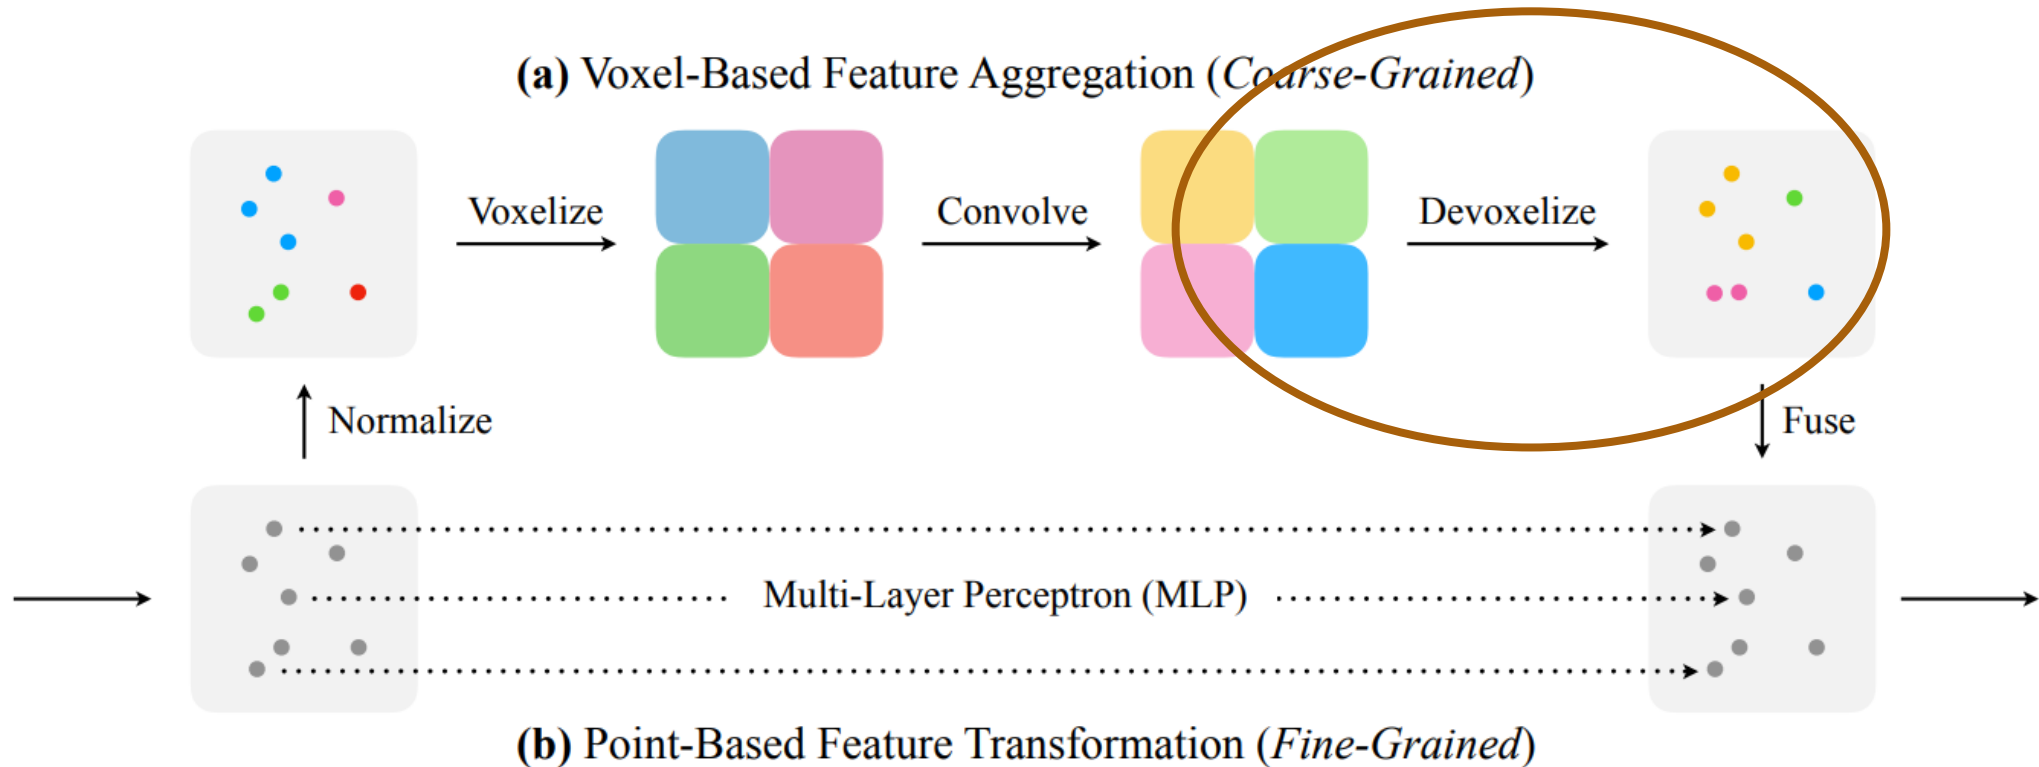 (a) Voxel-Based Feature Aggregation (Coarse-Grained)
Voxelize
Convolve
Devoxelize
Normalize
Fuse
Multi-Layer Perceptron (MLP)
(b) Point-Based Feature Transformation (Fine-Grained)